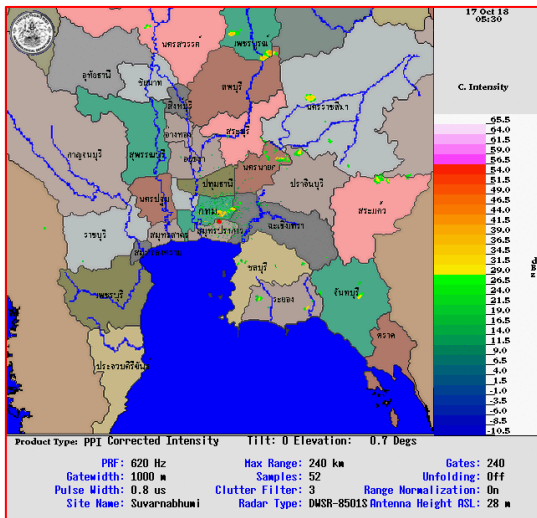 17 Oct 18
05:30
C. Intensity
นครสวรรค์
เพชรบูรณ์
อุทัยธานี
ชัยนาท
ลพบุรี
สิงห์บุรี
นครราชสีมา
อ่างทอง
สระบุรี
กาญจนบุรี
สุพรรณบุรี
อยุธยา
นครนายก
ปราจีนบุรี
ปทุมธานี
นครปฐม
กทม
สระแก้ว
ราชบุรี
สมุทรสาคร
สมุทรปราการ
ฉะเชิงเทรา
ชลบุรี
เพชรบุรี
ระยอง
จันทบุรี
ตราด
ประจวบคีรีขันธ์
65.5
64.0
61.5
59.0
56.5
54.0
51.5
49.0
46.5
44.0
41.5
39.0
36.5
34.0
31.5
29.0
26.5
24.0
21.5
19.0
16.5
14.0
11.5
9.0
6.5
4.0
1.5
-1.0
-3.5
-6.0
-8.5
-10.5
Product Type: PPI Corrected Intensity Tilt: 0 Elevation: 0.7 Degs
PRF: 620 Hz Max Range: 240 km Gates: 240
Gatewidth: 1000 m Samples: 52 Unfolding: Off
Pulse Width: 0.8 us Clutter Filter: 3 Range Normalization: On
Site Name: Suvarnabhumi Radar Type: DWSR-8501S Antenna Height ASL: 28 m